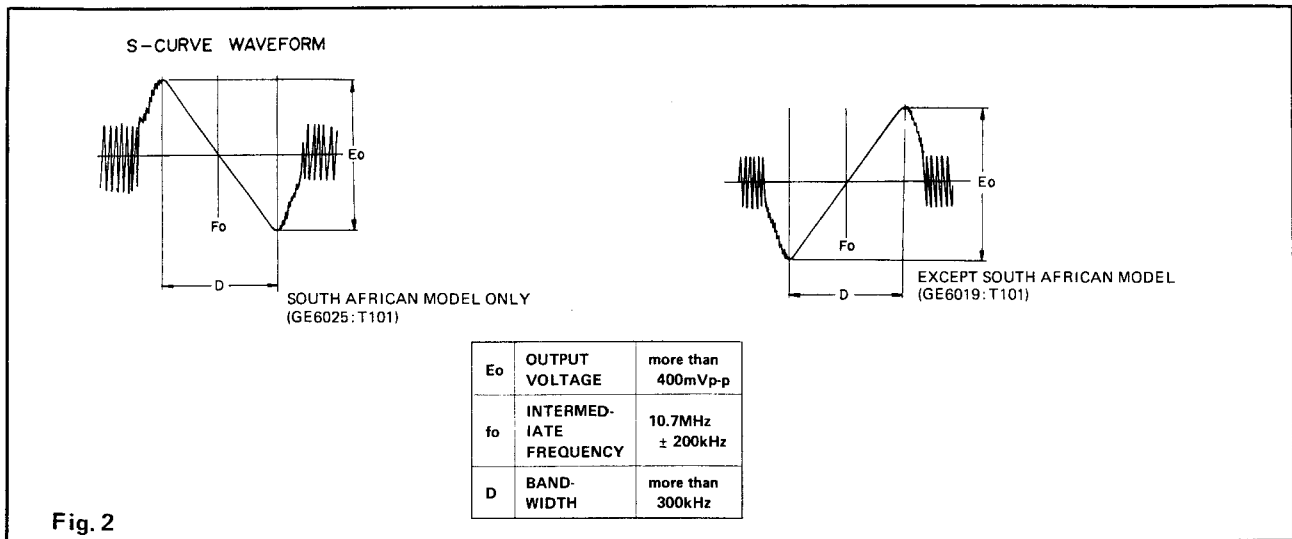 S-CURVE WAVEFORM
Eo
Fo
D
SOUTH AFRICAN MODEL ONLY
(GE6025:T101)
Eo
Fo
D
EXCEPT SOUTH AFRICAN MODEL
(GE6019:T101)
Eo OUTPUT VOLTAGE more than 400mVp-p
fo INTERMED-IATE FREQUENCY 10.7MHz ± 200kHz
D BAND-WIDTH more than 300kHz
Fig. 2